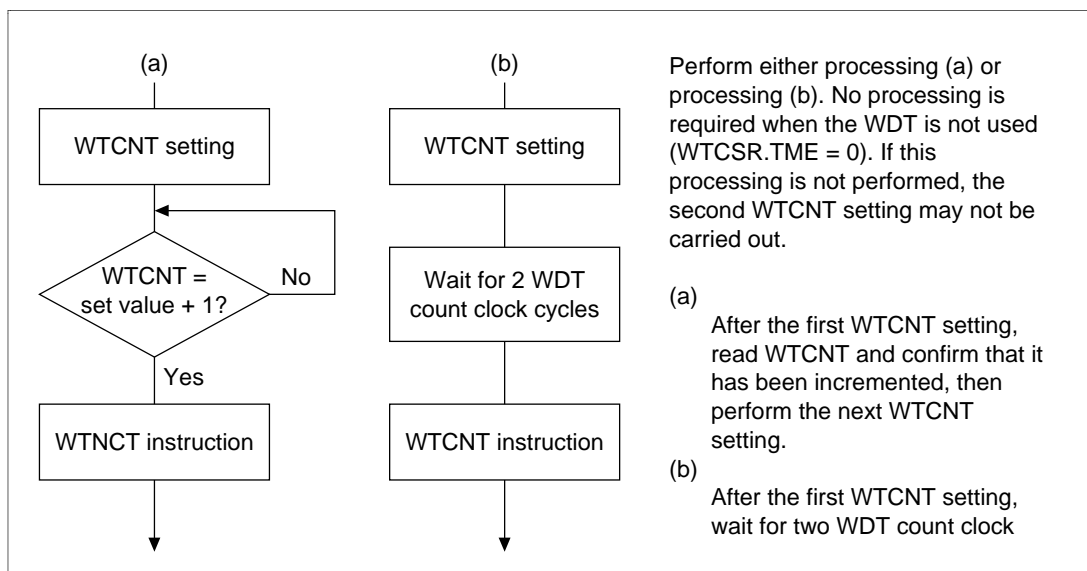 (a)
WTCNT setting
WTCNT =
set value + 1?
No
Yes
WTNCT instruction
(b)
WTCNT setting
Wait for 2 WDT
count clock cycles
WTCNT instruction
Perform either processing (a) or
processing (b). No processing is
required when the WDT is not used
(WTCSR.TME = 0). If this
processing is not performed, the
second WTCNT setting may not be
carried out.
(a)
After the first WTCNT setting,
read WTCNT and confirm that it
has been incremented, then
perform the next WTCNT
setting.
(b)
After the first WTCNT setting,
wait for two WDT count clock